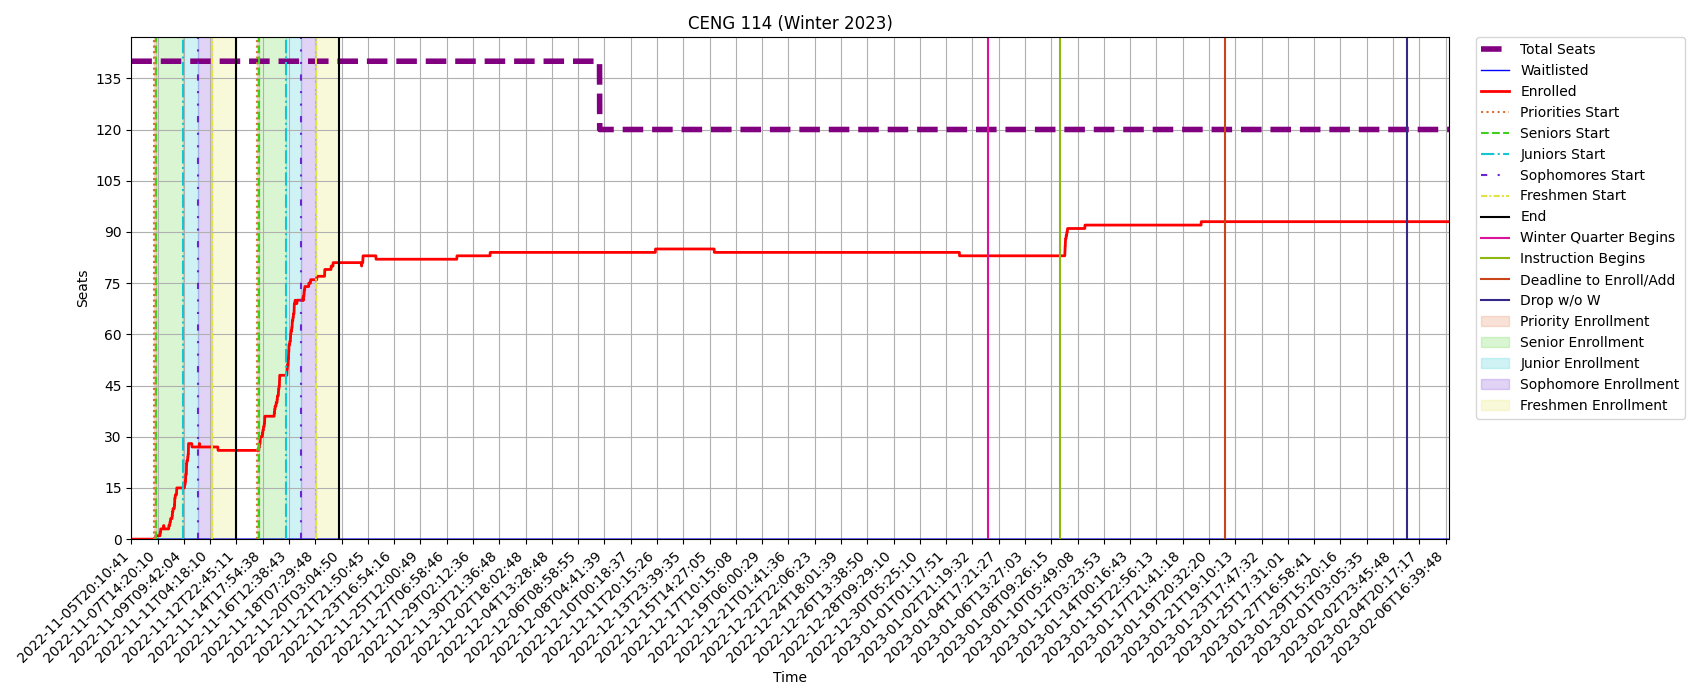 CENG 114 (Winter 2023)
Seats
135
120
105
90
75
60
45
30
15
0
2022-11-05T20:10:41
2022-11-07T14:20:10
2022-11-09T09:42:04
2022-11-11T04:18:10
2022-11-12T22:45:11
2022-11-14T17:54:38
2022-11-16T12:38:43
2022-11-18T07:29:48
2022-11-20T03:04:50
2022-11-21T21:50:45
2022-11-23T16:54:16
2022-11-25T12:00:49
2022-11-27T06:58:46
2022-11-29T02:12:36
2022-11-30T21:36:48
2022-12-02T18:02:48
2022-12-04T13:28:48
2022-12-06T08:58:55
2022-12-08T04:41:39
2022-12-10T00:18:37
2022-12-11T20:15:26
2022-12-13T23:39:35
2022-12-15T14:27:05
2022-12-17T10:15:08
2022-12-19T06:00:29
2022-12-21T01:41:36
2022-12-22T22:06:23
2022-12-24T18:01:39
2022-12-26T13:38:50
2022-12-28T09:29:10
2022-12-30T05:25:10
2023-01-01T01:17:51
2023-01-02T21:19:32
2023-01-04T17:21:27
2023-01-06T13:27:03
2023-01-08T09:26:15
2023-01-10T05:49:08
2023-01-12T03:23:53
2023-01-14T00:16:43
2023-01-15T22:56:13
2023-01-17T21:41:18
2023-01-19T20:32:20
2023-01-21T19:10:13
2023-01-23T17:47:32
2023-01-25T17:31:01
2023-01-27T16:58:41
2023-01-29T15:20:16
2023-02-01T03:05:35
2023-02-02T23:45:48
2023-02-04T20:17:17
2023-02-06T16:39:48
Time
Total Seats
Waitlisted
Enrolled
Priorities Start
Seniors Start
Juniors Start
Sophomores Start
Freshmen Start
End
Winter Quarter Begins
Instruction Begins
Deadline to Enroll/Add
Drop w/o W
Priority Enrollment
Senior Enrollment
Junior Enrollment
Sophomore Enrollment
Freshmen Enrollment